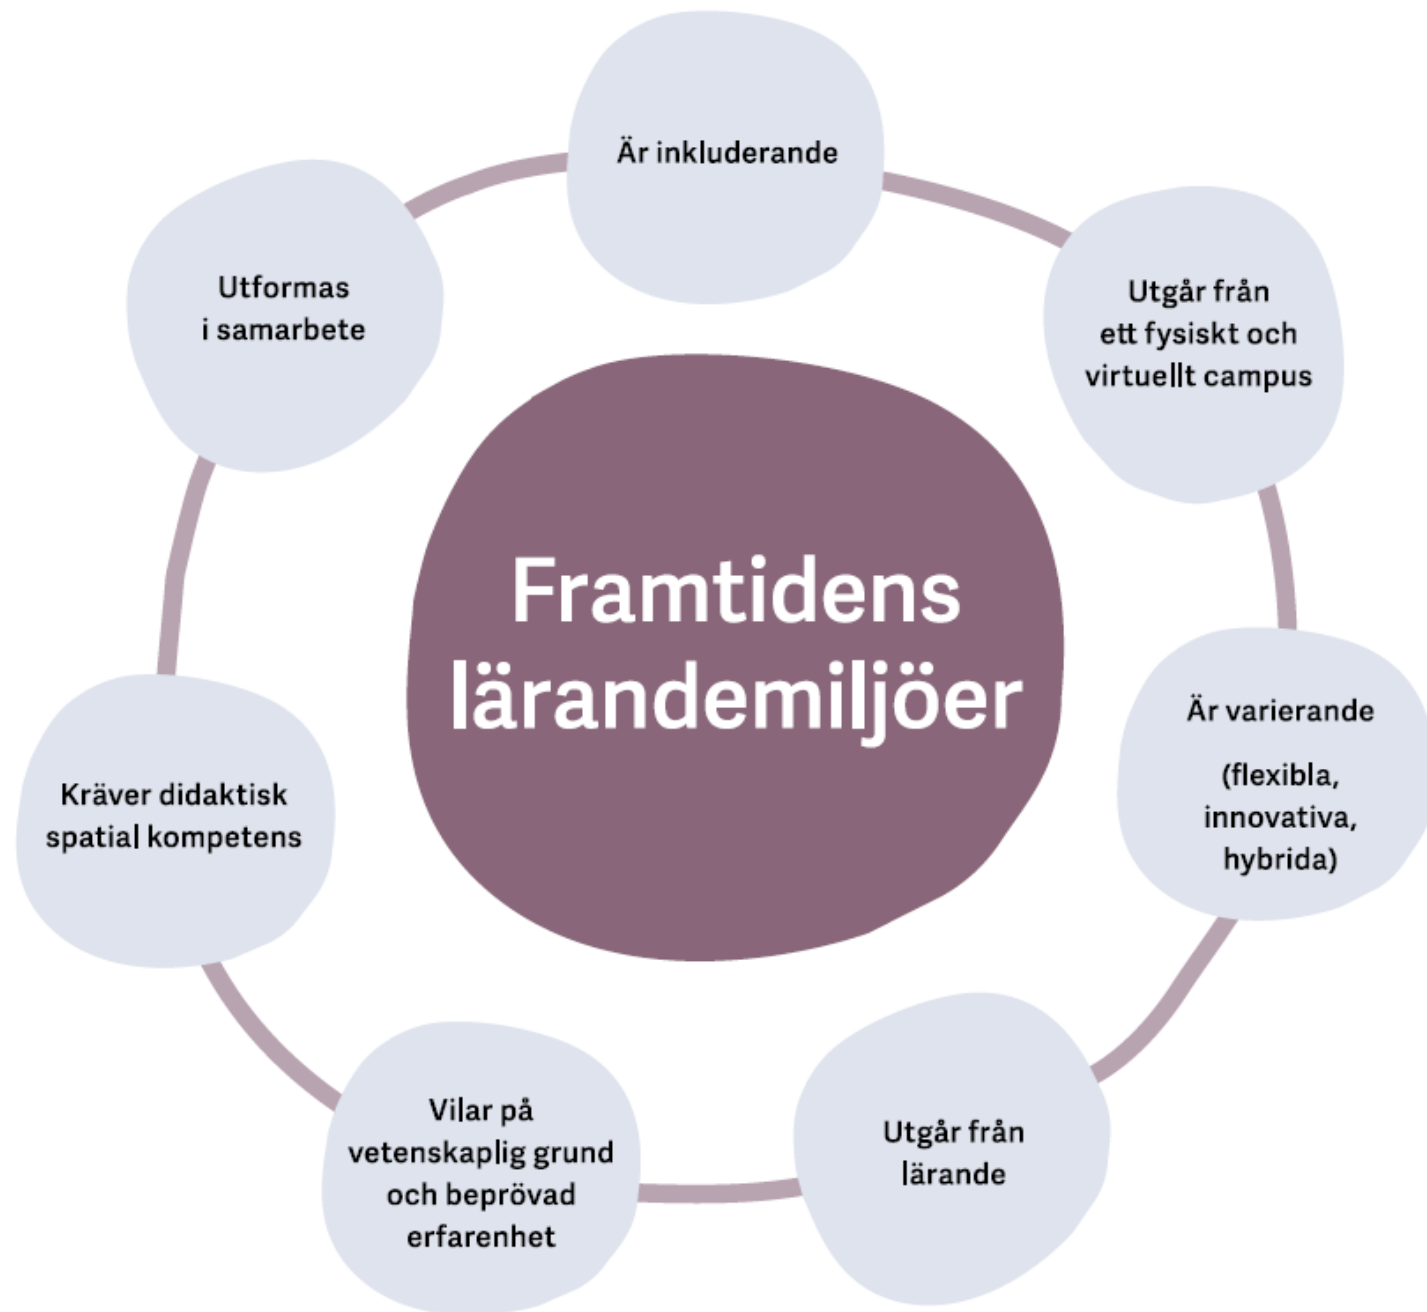 Är inkluderande
Utgår från
ett fysiskt och
virtuellt campus
Är varierande
(flexibla,
innovativa,
hybrida)
Utgår från
lärande
Vilar på
vetenskaplig grund
och beprövad
erfarenhet
Kräver didaktisk
spatial kompetens
Utformas
i samarbete
Framtidens
lärandemiljöer